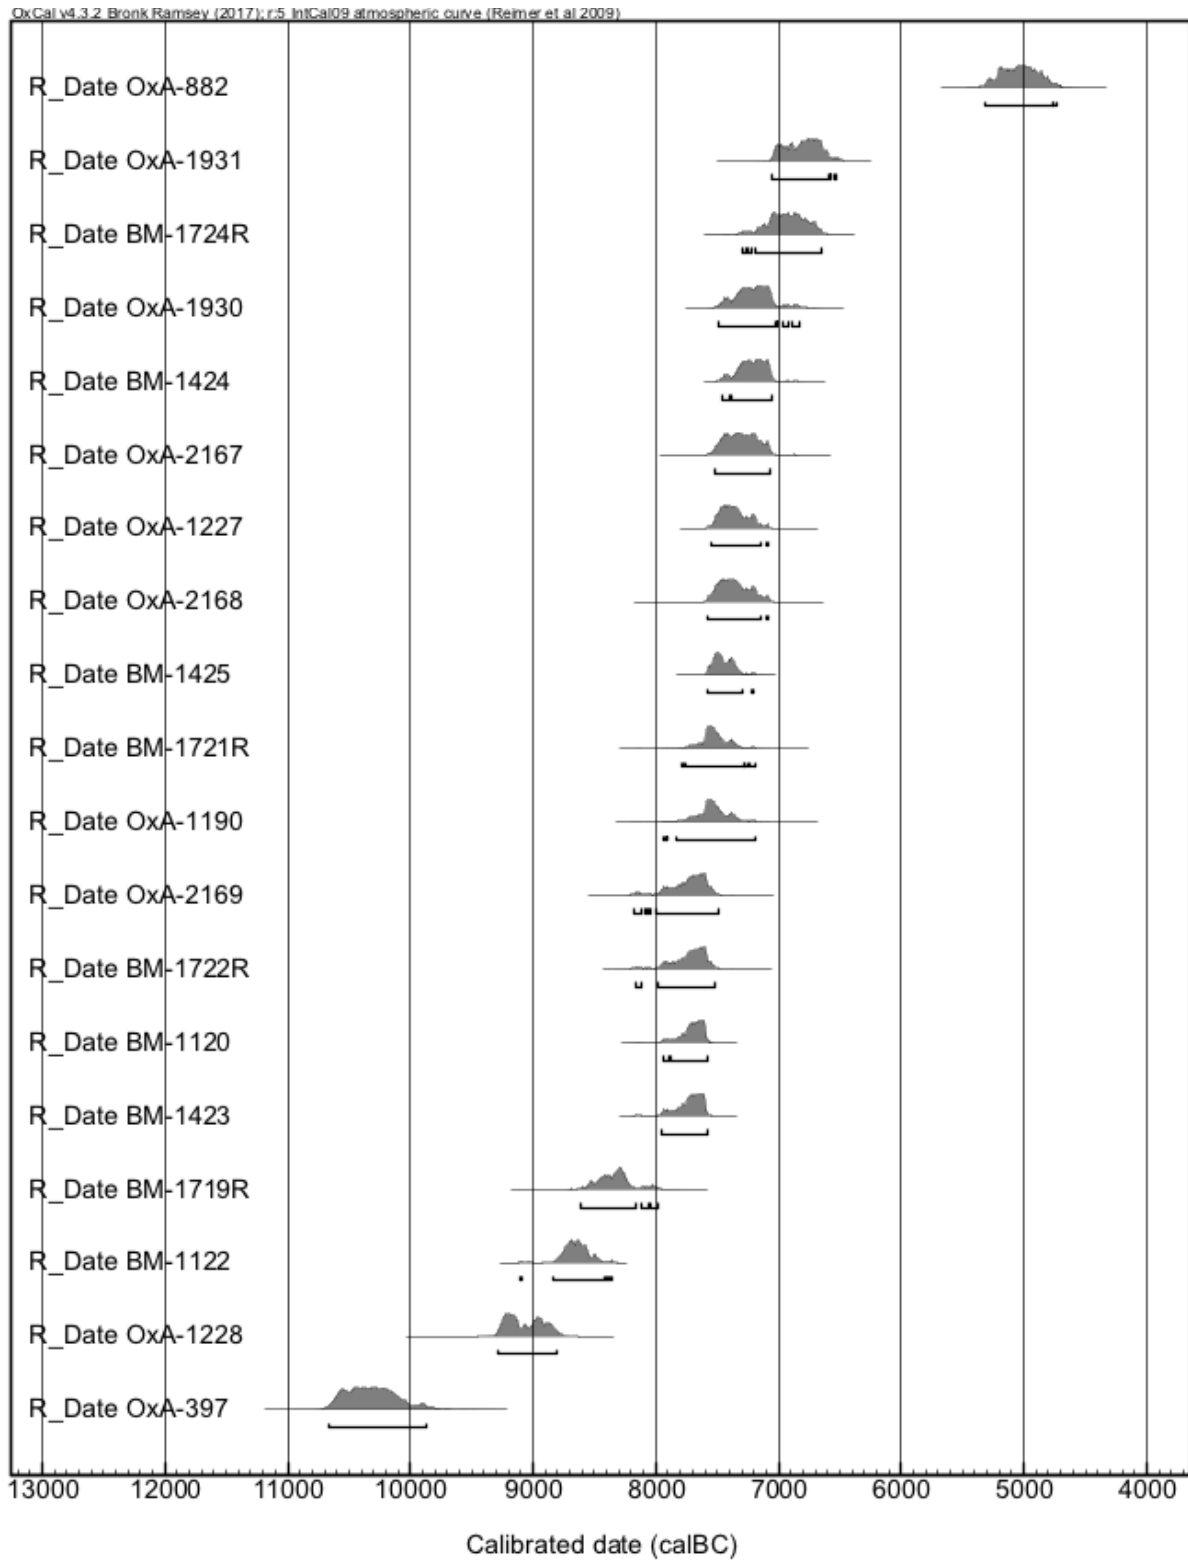 OxCal v4.3.2 Bronk Ramsey (2017); r:5 IntCal09 atmospheric curve (Reimer et al 2009)
R_Date OxA-882
R_Date OxA-1931
R_Date BM-1724R
R_Date OxA-1930
R_Date BM-1424
R_Date OxA-2167
R_Date OxA-1227
R_Date OxA-2168
R_Date BM-1425
R_Date BM-1721R
R_Date OxA-1190
R_Date OxA-2169
R_Date BM-1722R
R_Date BM-1120
R_Date BM-1423
R_Date BM-1719R
R_Date BM-1122
R_Date OxA-1228
R_Date OxA-397
13000 12000 11000 10000 9000 8000 7000 6000 5000 4000
Calibrated date (calBC)